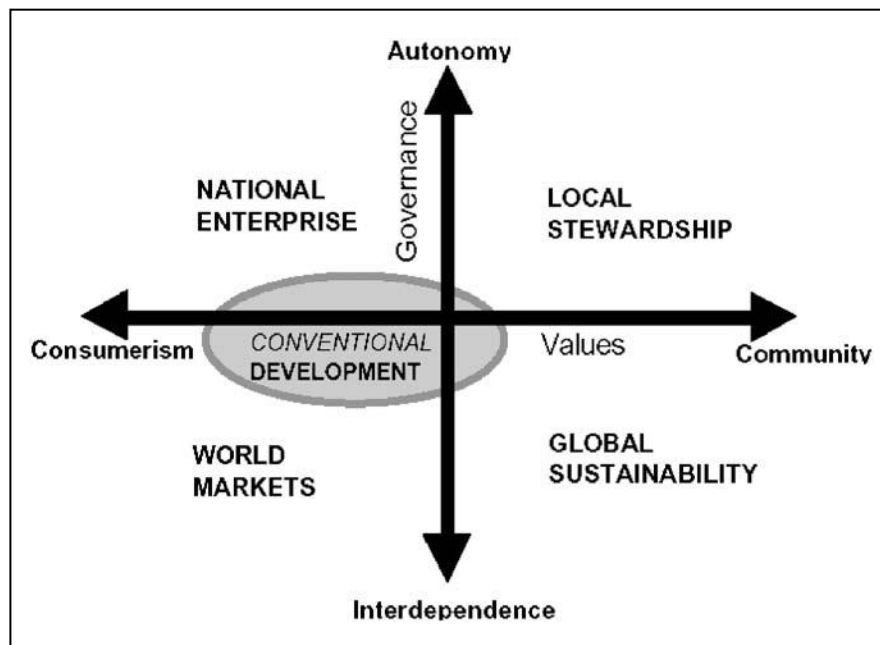 Autonomy
Governance
NATIONAL
ENTERPRISE
LOCAL
STEWARDSHIP
Consumerism
CONVENTIONAL
DEVELOPMENT
Values
Community
WORLD
MARKETS
GLOBAL
SUSTAINABILITY
Interdependence